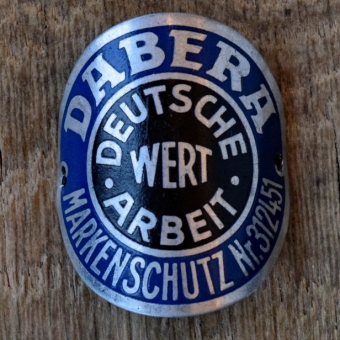 DABERA
DEUTSCHE
WERT
· ARBEIT ·
MARKENSCHUTZ Nr. 312451